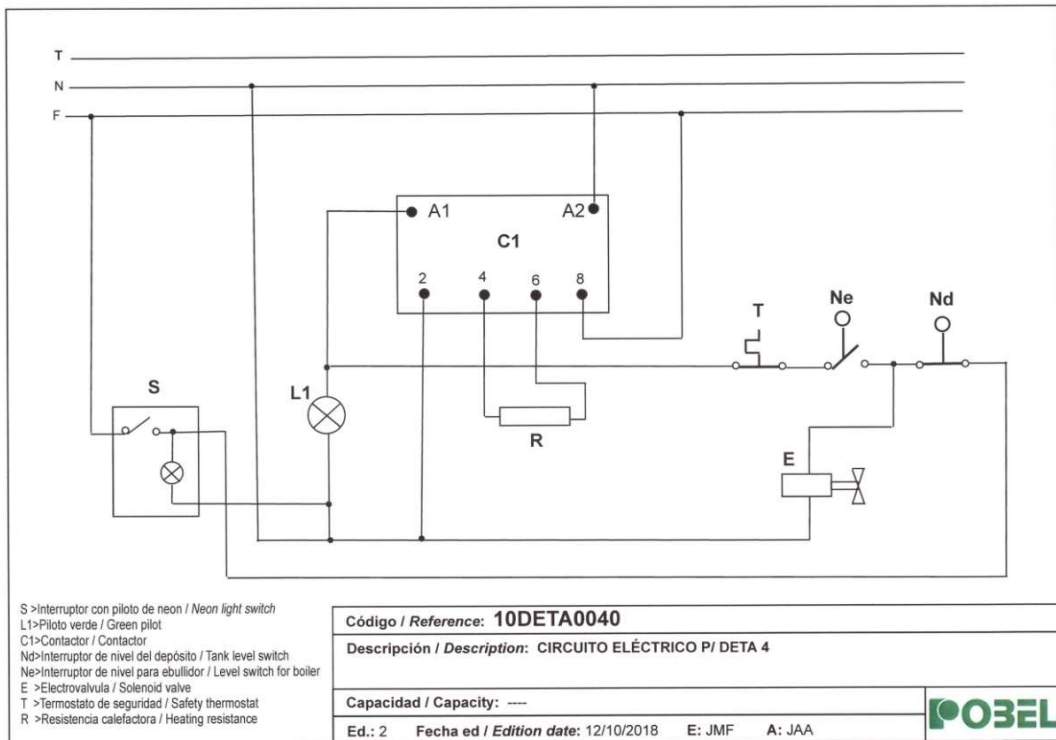 T
N
F
A1
A2
C1
2
4
6
8
T
Ne
Nd
S
L1
R
E
S >Interruptor con piloto de neon / Neon light switch
L1>Piloto verde / Green pilot
C1>Contactor / Contactor
Nd>Interruptor de nivel del depósito / Tank level switch
Ne>Interruptor de nivel para ebullidor / Level switch for boiler
E >Electrovalvula / Solenoid valve
T >Termostato de seguridad / Safety thermostat
R >Resistencia calefactora / Heating resistance
Código / Reference: 10DETA0040
Descripción / Description: CIRCUITO ELÉCTRICO P/ DETA 4
Capacidad / Capacity: ----
Ed.: 2 Fecha ed / Edition date: 12/10/2018 E: JMF A: JAA
POBEL